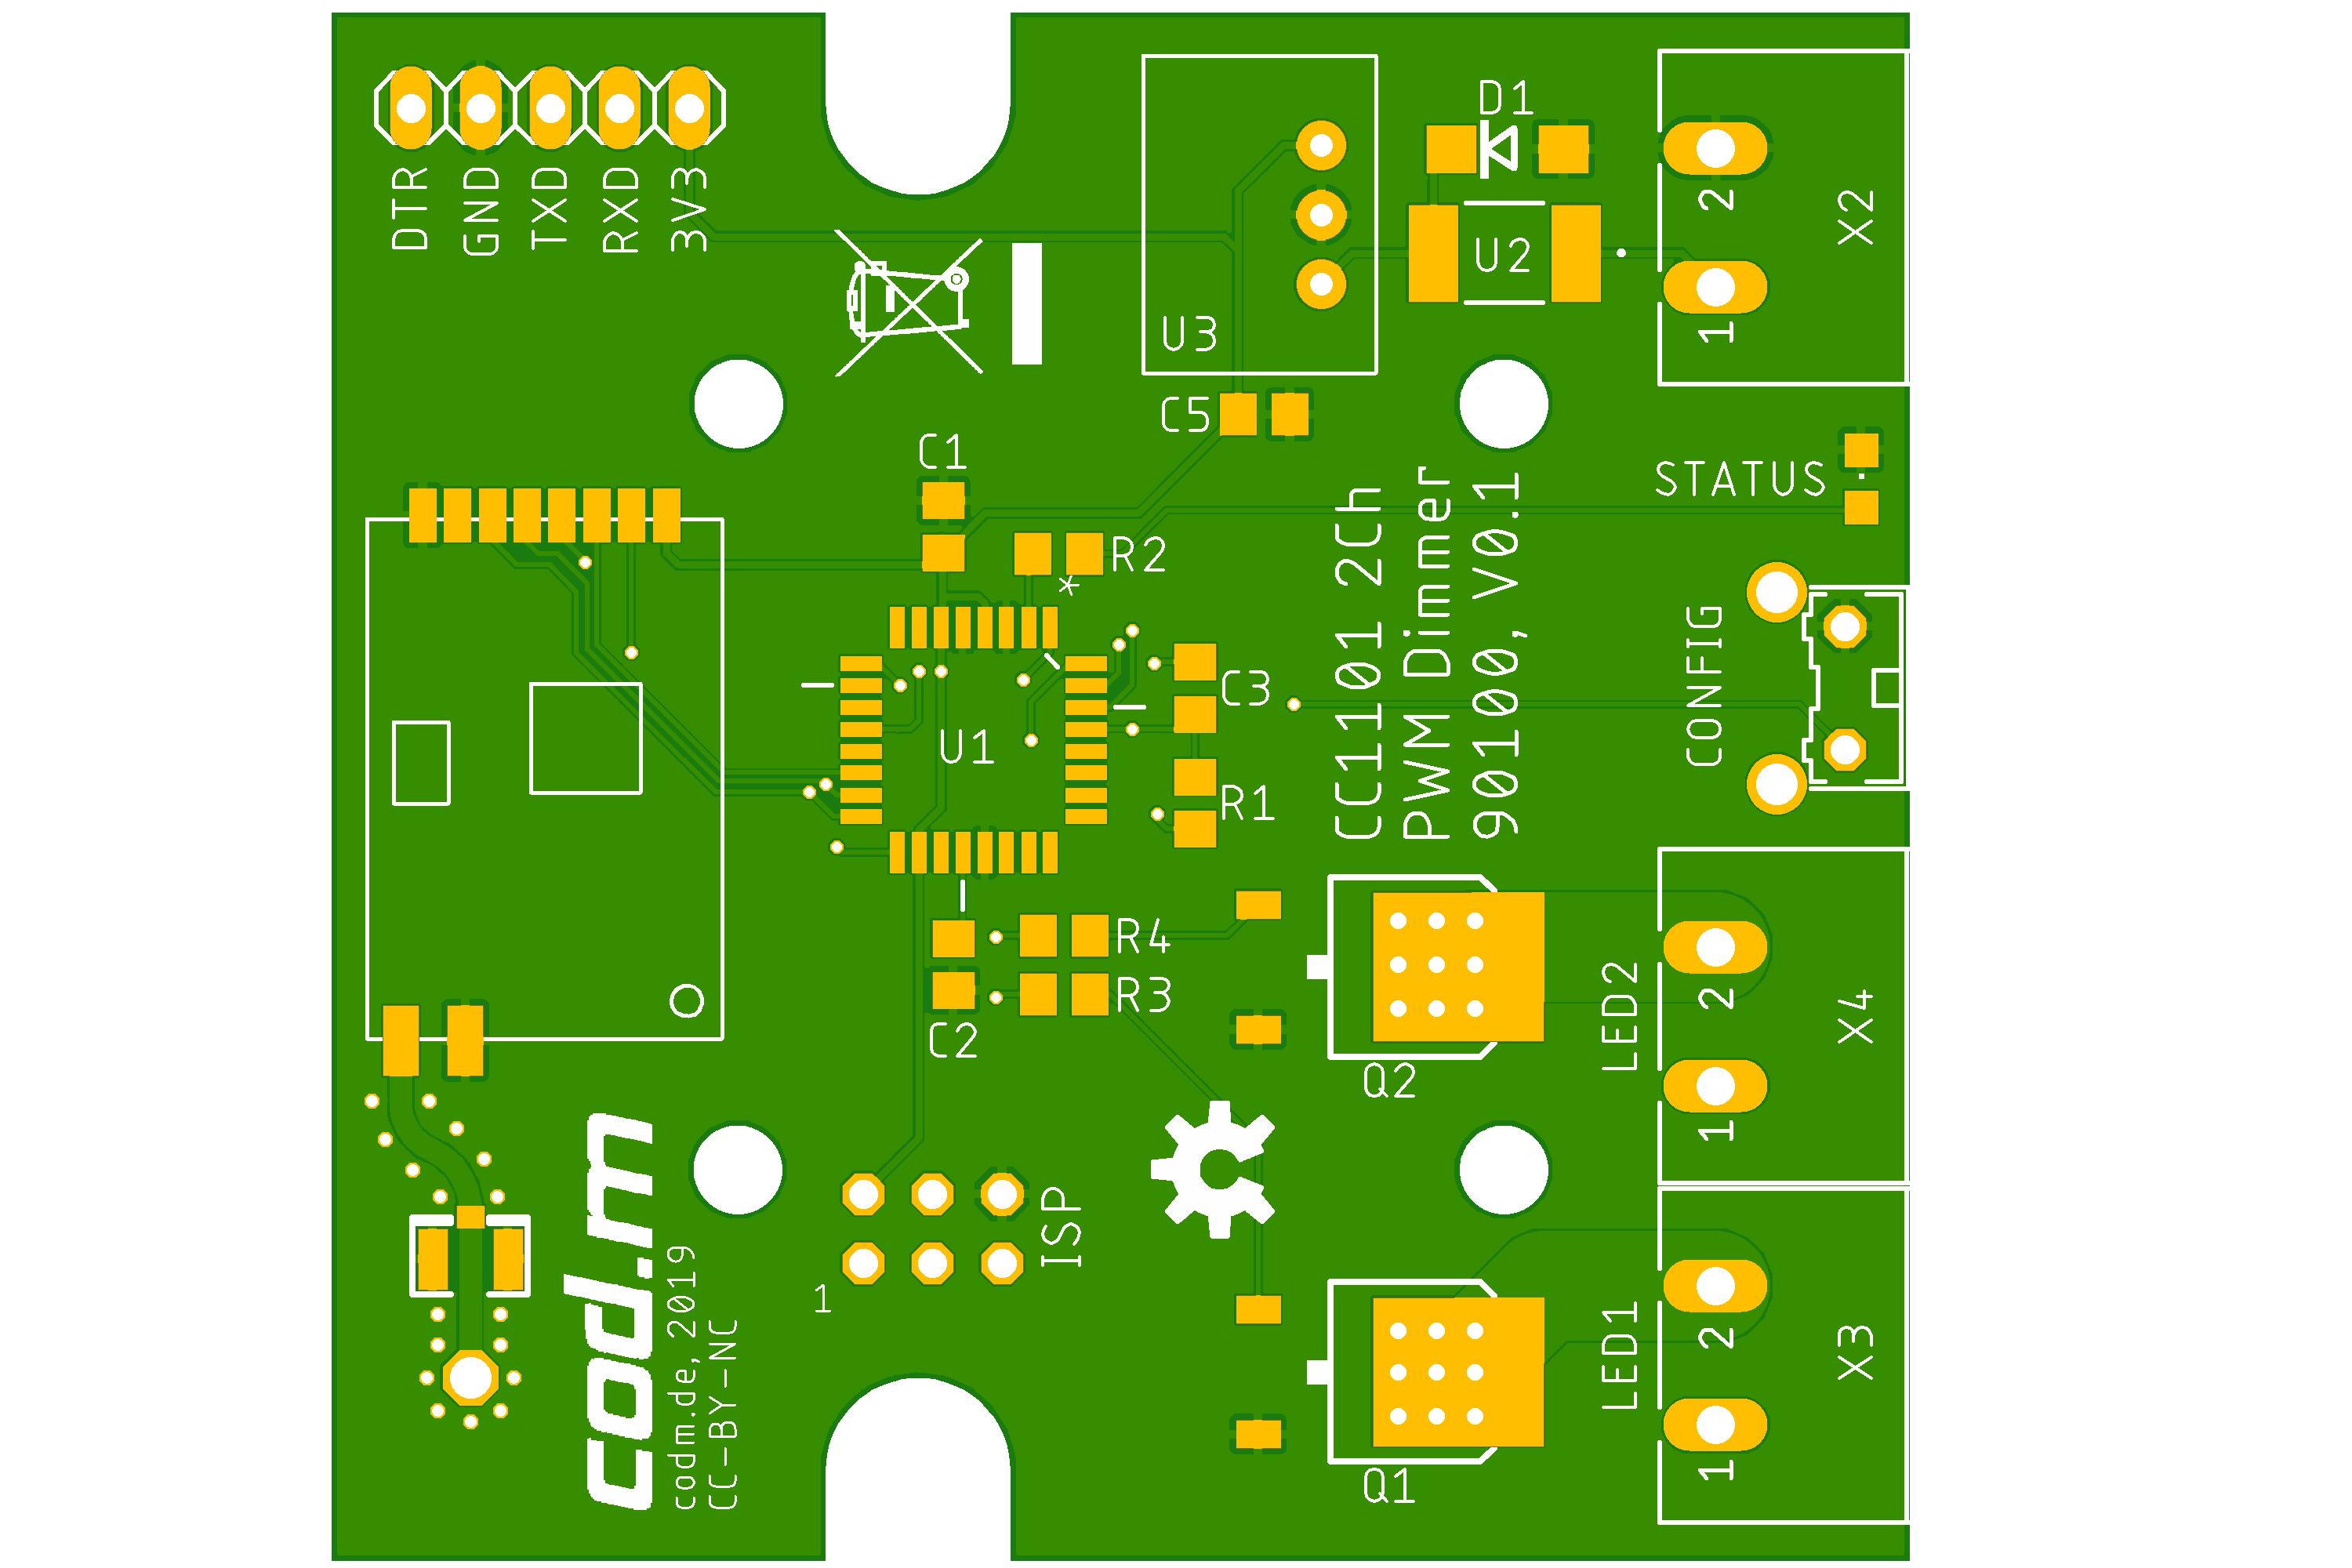 DTR
GND
TXD
RXD
3V3
D1
X2
2
1
U2
U3
C5
C1
STATUS
R2
*
CC1101 2Ch
PWM Dimmer
901100, V0.1
CONFIG
C3
U1
R1
R4
R3
C2
Q2
LED2
2
1
X4
ISP
1
cod.m
codm.de, 2019
CC-BY-NC
Q1
LED1
2
1
X3